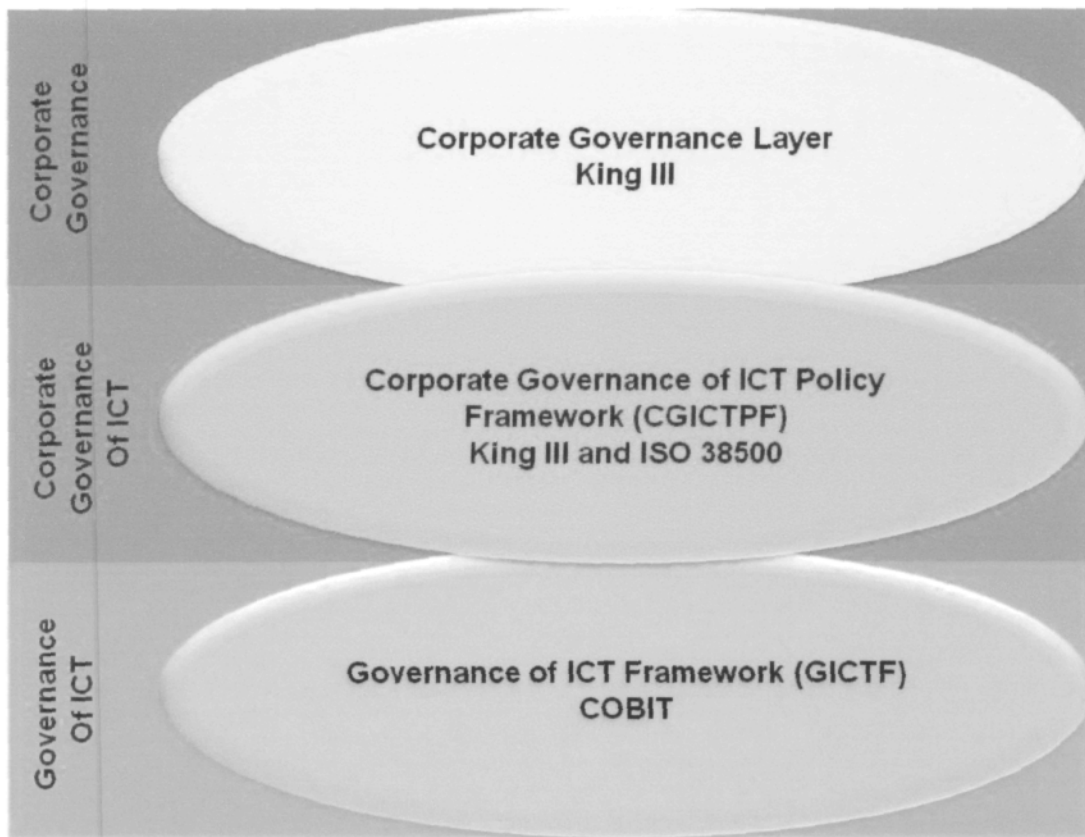 Corporate
Governance
Corporate Governance Layer
King III
Corporate
Governance
Of ICT
Corporate Governance of ICT Policy
Framework (CGICTPF)
King III and ISO 38500
Governance
Of ICT
Governance of ICT Framework (GICTF)
COBIT